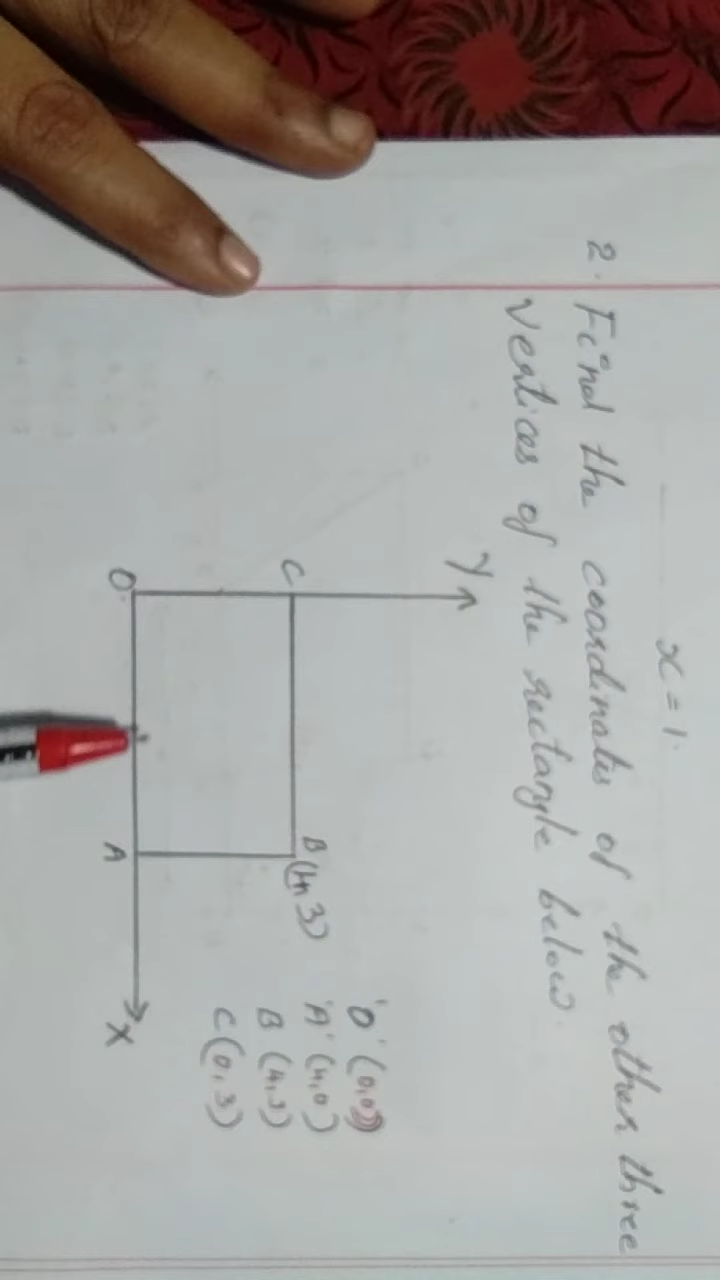 x = 1.
2. Find the coordinates of the other three
vertices of the rectangle below.
Y
C
B (4, 3)
O
A
X
'O' (0,0)
'A' (4,0)
B (4,3)
C (0,3)